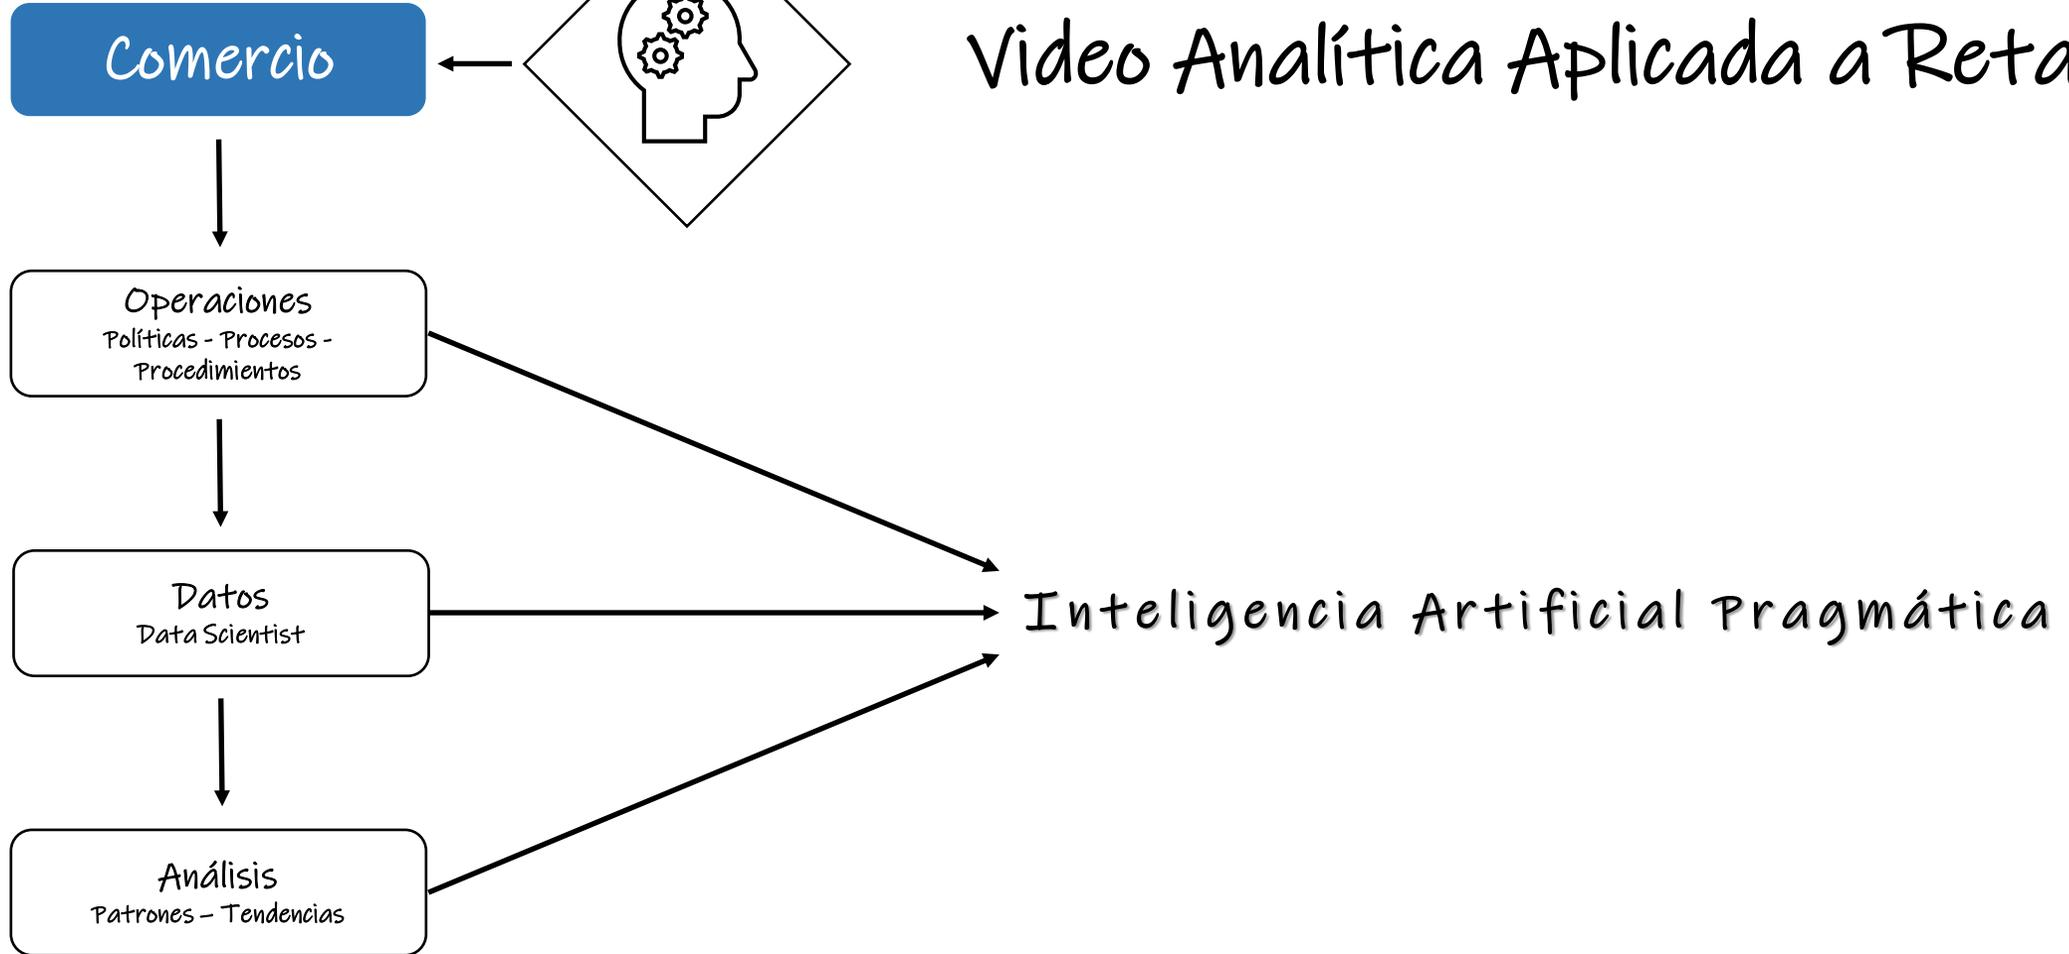 Comercio
Video Analítica Aplicada a Reta
Operaciones
Políticas - Procesos -
Procedimientos
Datos
Data Scientist
Inteligencia Artificial Pragmática
Análisis
Patrones – Tendencias